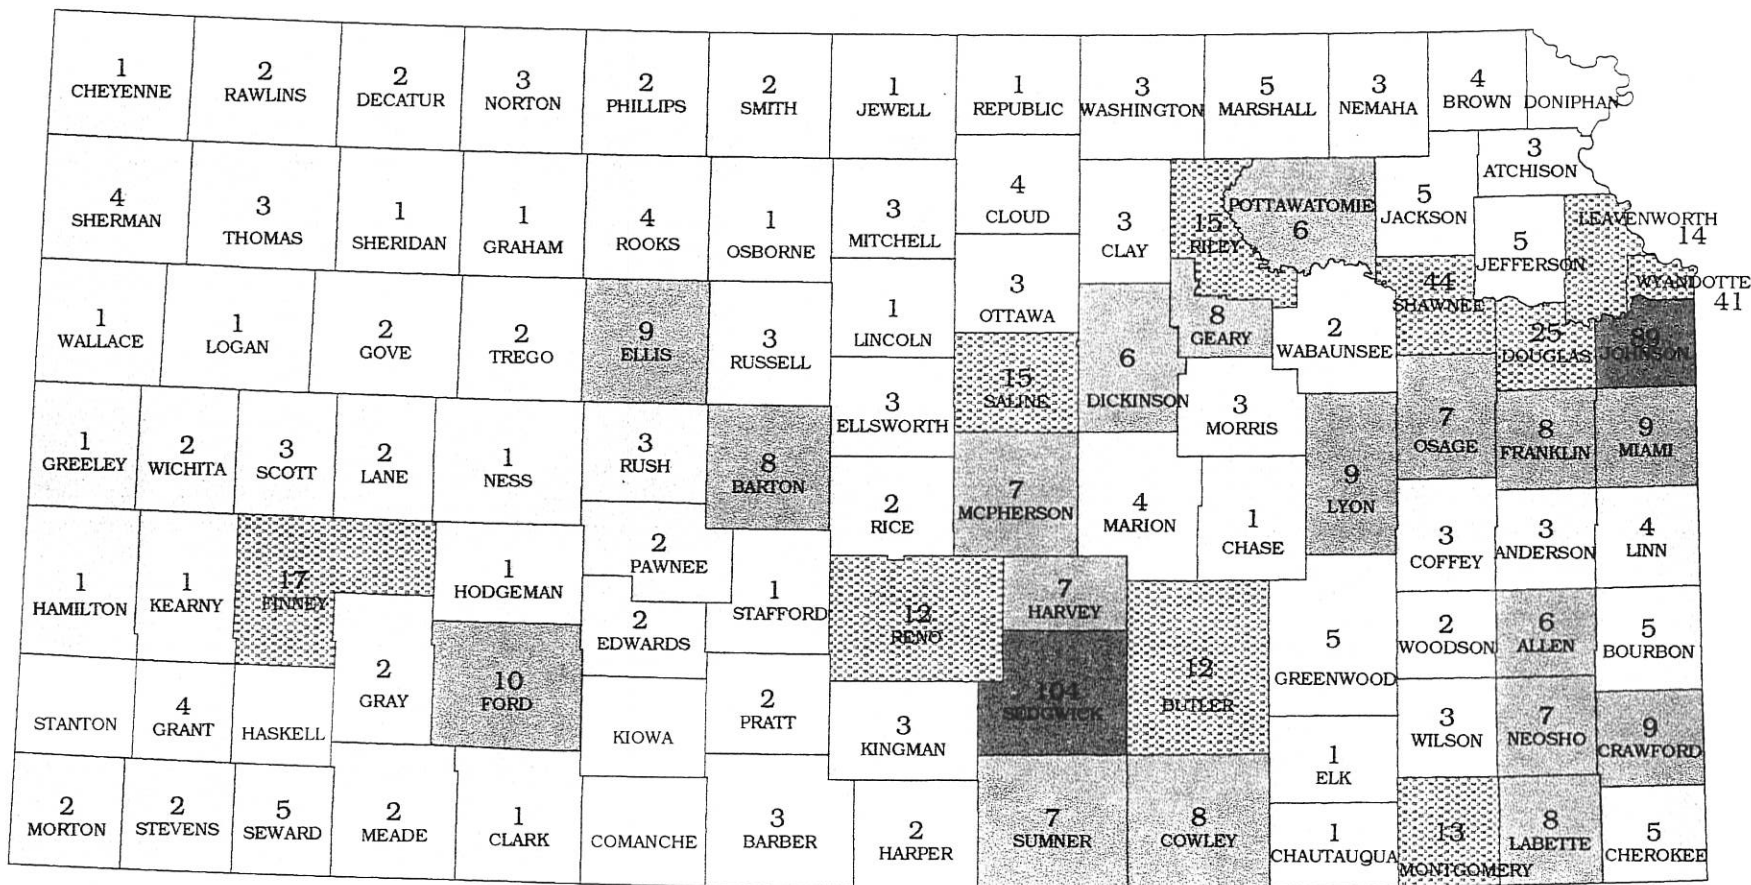 1
CHEYENNE
2
RAWLINS
2
DECATUR
3
NORTON
2
PHILLIPS
2
SMITH
1
JEWELL
1
REPUBLIC
3
WASHINGTON
5
MARSHALL
3
NEMAHA
4
BROWN
DONIPHAN
3
ATCHISON
4
SHERMAN
3
THOMAS
1
SHERIDAN
1
GRAHAM
4
ROOKS
1
OSBORNE
3
MITCHELL
4
CLOUD
3
CLAY
15
RILEY
POTTAWATOMIE
6
5
JACKSON
5
JEFFERSON
LEAVENWORTH
14
WYANDOTTE
41
1
WALLACE
1
LOGAN
2
GOVE
2
TREGO
9
ELLIS
3
RUSSELL
1
LINCOLN
3
OTTAWA
15
SALINE
6
DICKINSON
8
GEARY
2
WABAUNSEE
44
SHAWNEE
25
DOUGLAS
89
JOHNSON
1
GREELEY
2
WICHITA
3
SCOTT
2
LANE
1
NESS
3
RUSH
8
BARTON
3
ELLSWORTH
2
RICE
7
MCPHERSON
4
MARION
3
MORRIS
1
CHASE
9
LYON
7
OSAGE
8
FRANKLIN
9
MIAMI
3
COFFEY
3
ANDERSON
4
LINN
1
HAMILTON
1
KEARNY
17
FINNEY
1
HODGEMAN
2
PAWNEE
1
STAFFORD
2
EDWARDS
12
RENO
7
HARVEY
104
SEDGWICK
12
BUTLER
5
GREENWOOD
2
WOODSON
6
ALLEN
5
BOURBON
STANTON
4
GRANT
HASKELL
2
GRAY
10
FORD
KIOWA
2
PRATT
3
KINGMAN
1
ELK
3
WILSON
7
NEOSHO
9
CRAWFORD
2
MORTON
2
STEVENS
5
SEWARD
2
MEADE
1
CLARK
COMANCHE
3
BARBER
2
HARPER
7
SUMNER
8
COWLEY
1
CHAUTAUQUA
13
MONTGOMERY
8
LABETTE
5
CHEROKEE